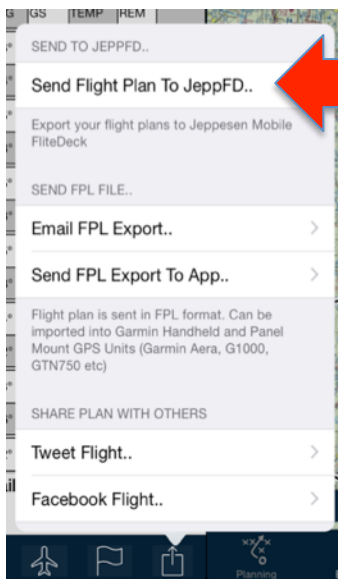 G GS TEMP REM
SEND TO JEPPFD..
Send Flight Plan To JeppFD..
Export your flight plans to Jeppesen Mobile
FliteDeck
SEND FPL FILE..
Email FPL Export..
Send FPL Export To App..
Flight plan is sent in FPL format. Can be
imported into Garmin Handheld and Panel
Mount GPS Units (Garmin Aera, G1000,
GTN750 etc)
SHARE PLAN WITH OTHERS
Tweet Flight..
Facebook Flight..
Planning